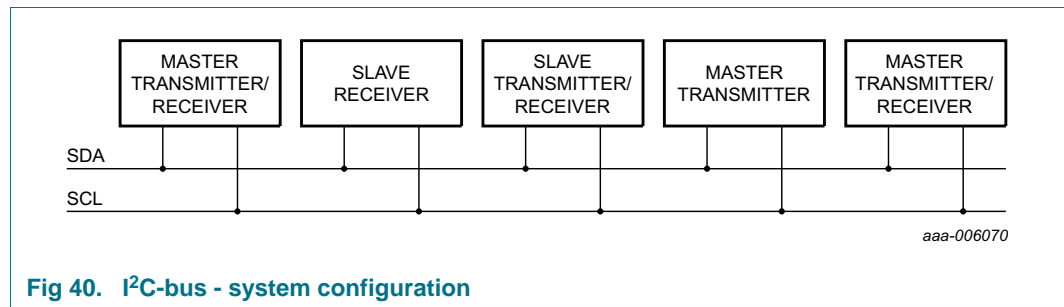 MASTER
TRANSMITTER/
RECEIVER
SLAVE
RECEIVER
SLAVE
TRANSMITTER/
RECEIVER
MASTER
TRANSMITTER
MASTER
TRANSMITTER/
RECEIVER
SDA
SCL
aaa-006070
Fig 40. I²C-bus - system configuration